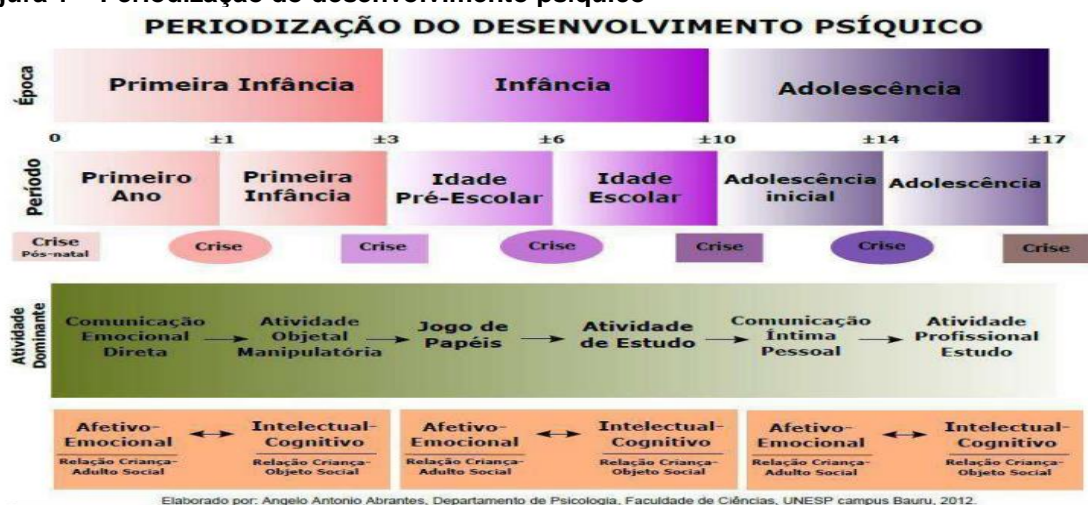 PERIODIZAÇÃO DO DESENVOLVIMENTO PSÍQUICO
Época
Primeira Infância
Infância
Adolescência
0 ±1 ±3 ±6 ±10 ±14 ±17
Período
Primeiro
Ano
Primeira
Infância
Idade
Pré-Escolar
Idade
Escolar
Adolescência
inicial
Adolescência
Crise
Pós-natal
Crise
Crise
Crise
Crise
Crise
Crise
Atividade
Dominante
Comunicação
Emocional
Direta
Atividade
Objetal
Manipulatória
Jogo de
Papéis
Atividade
de Estudo
Comunicação
Íntima
Pessoal
Atividade
Profissional
Estudo
Afetivo-
Emocional
Relação Criança-
Adulto Social
Intelectual-
Cognitivo
Relação Criança-
Objeto Social
Afetivo-
Emocional
Relação Criança-
Adulto Social
Intelectual-
Cognitivo
Relação Criança-
Objeto Social
Afetivo-
Emocional
Relação Criança-
Adulto Social
Intelectual-
Cognitivo
Relação Criança-
Objeto Social
Elaborado por: Angelo Antonio Abrantes, Departamento de Psicologia, Faculdade de Ciências, UNESP campus Bauru, 2012.